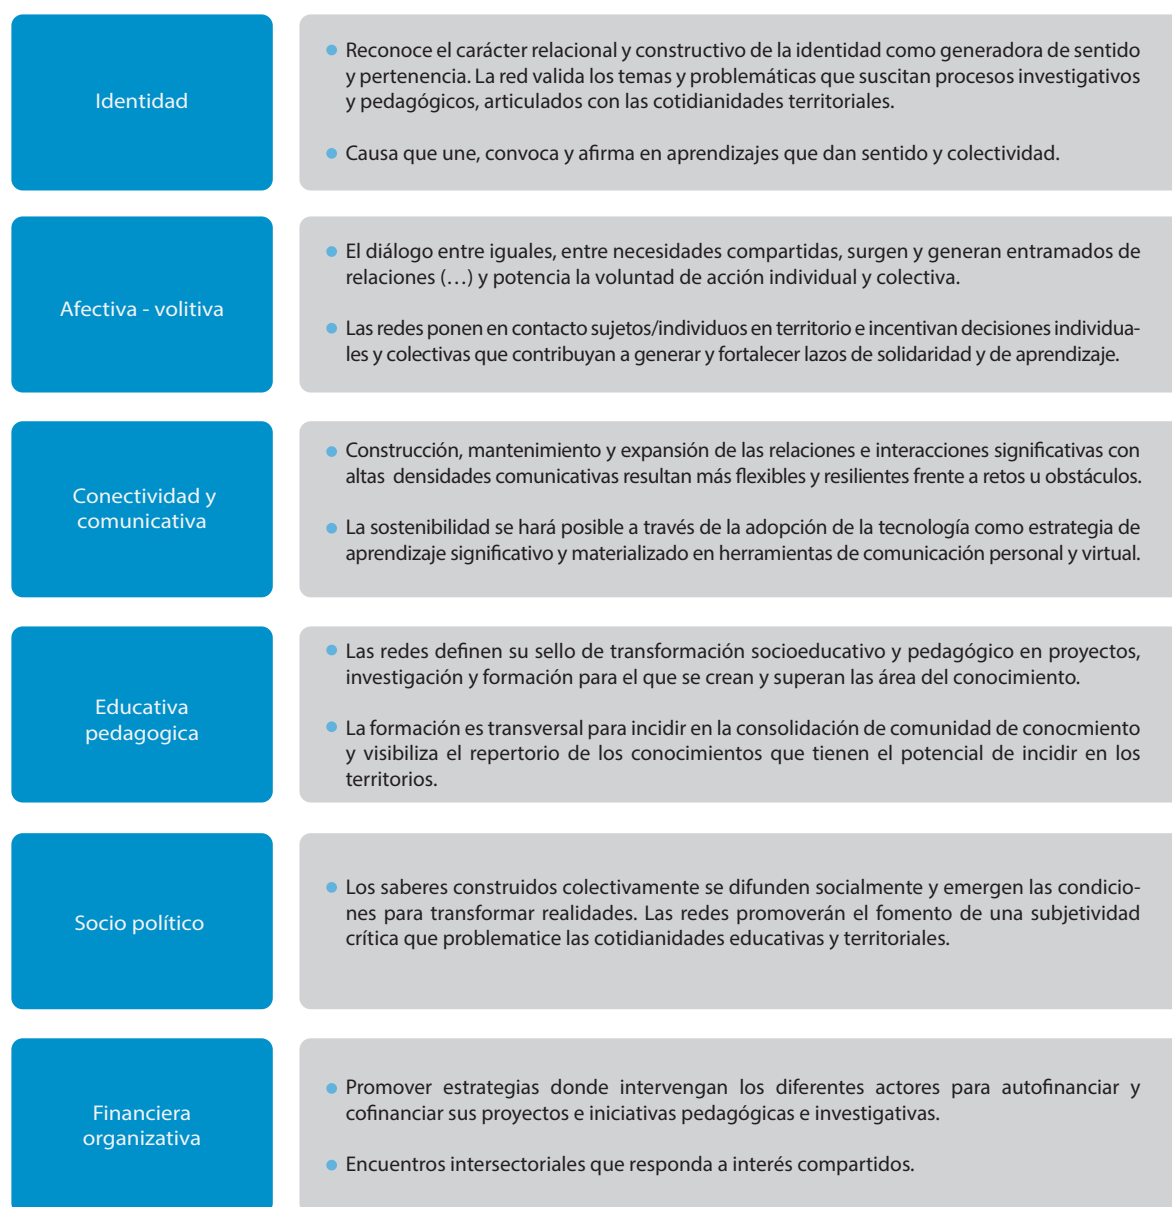 Identidad
Reconoce el carácter relacional y constructivo de la identidad como generadora de sentido
y pertenencia. La red valida los temas y problemáticas que suscitan procesos investigativos
y pedagógicos, articulados con las cotidianidades territoriales.
Causa que une, convoca y afirma en aprendizajes que dan sentido y colectividad.
Afectiva - volitiva
El diálogo entre iguales, entre necesidades compartidas, surgen y generan entramados de
relaciones (…) y potencia la voluntad de acción individual y colectiva.
Las redes ponen en contacto sujetos/individuos en territorio e incentivan decisiones individua-
les y colectivas que contribuyan a generar y fortalecer lazos de solidaridad y de aprendizaje.
Conectividad y
comunicativa
Construcción, mantenimiento y expansión de las relaciones e interacciones significativas con
altas densidades comunicativas resultan más flexibles y resilientes frente a retos u obstáculos.
La sostenibilidad se hará posible a través de la adopción de la tecnología como estrategia de
aprendizaje significativo y materializado en herramientas de comunicación personal y virtual.
Educativa
pedagogica
Las redes definen su sello de transformación socioeducativo y pedagógico en proyectos,
investigación y formación para el que se crean y superan las área del conocimiento.
La formación es transversal para incidir en la consolidación de comunidad de conocmiento
y visibiliza el repertorio de los conocimientos que tienen el potencial de incidir en los
territorios.
Socio político
Los saberes construidos colectivamente se difunden socialmente y emergen las condicio-
nes para transformar realidades. Las redes promoverán el fomento de una subjetividad
crítica que problematice las cotidianidades educativas y territoriales.
Financiera
organizativa
Promover estrategias donde intervengan los diferentes actores para autofinanciar y
cofinanciar sus proyectos e iniciativas pedagógicas e investigativas.
Encuentros intersectoriales que responda a interés compartidos.